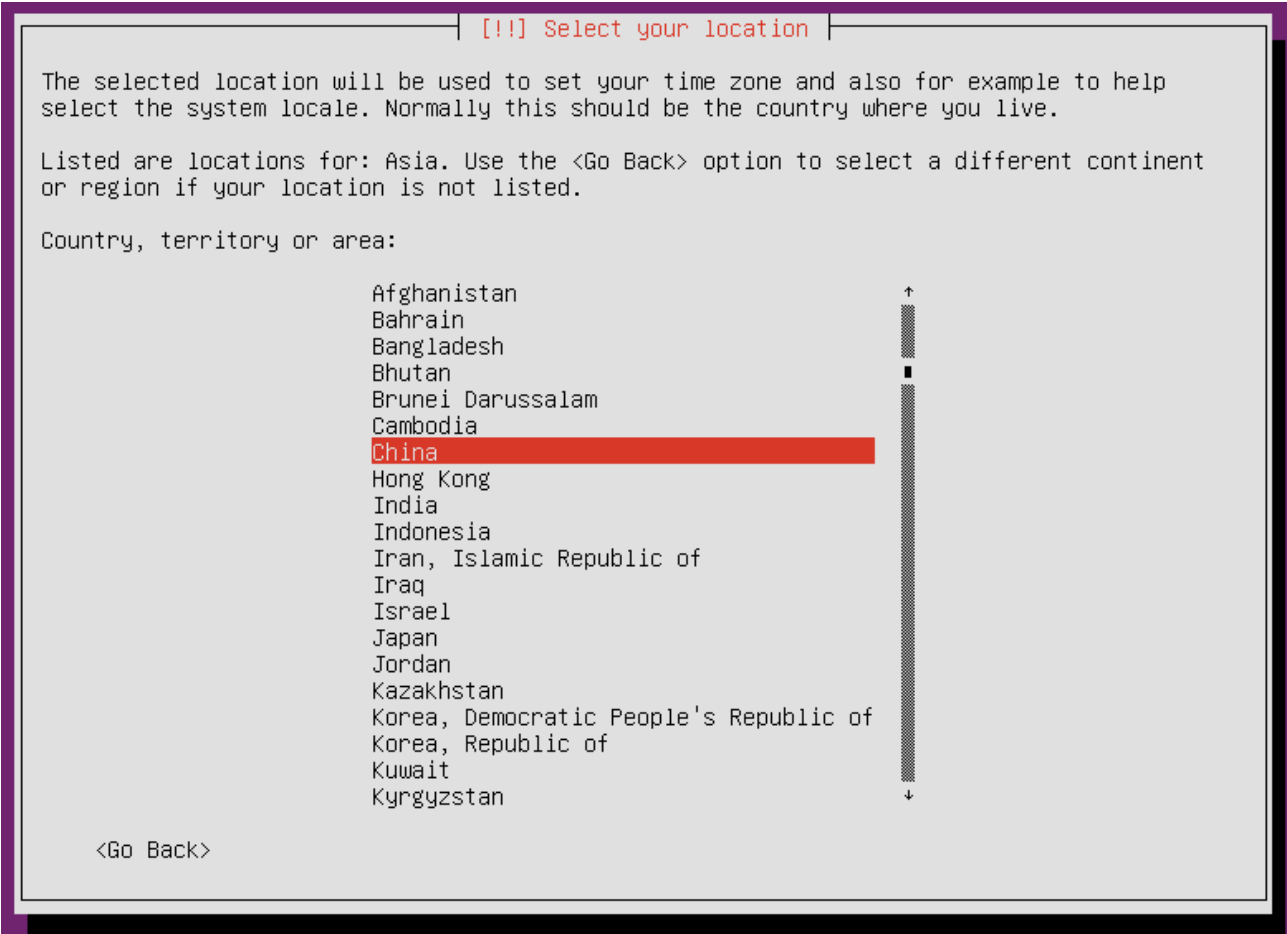 [!!] Select your location
The selected location will be used to set your time zone and also for example to help
select the system locale. Normally this should be the country where you live.
Listed are locations for: Asia. Use the <Go Back> option to select a different continent
or region if your location is not listed.
Country, territory or area:
Afghanistan
Bahrain
Bangladesh
Bhutan
Brunei Darussalam
Cambodia
China
Hong Kong
India
Indonesia
Iran, Islamic Republic of
Iraq
Israel
Japan
Jordan
Kazakhstan
Korea, Democratic People's Republic of
Korea, Republic of
Kuwait
Kyrgyzstan
<Go Back>